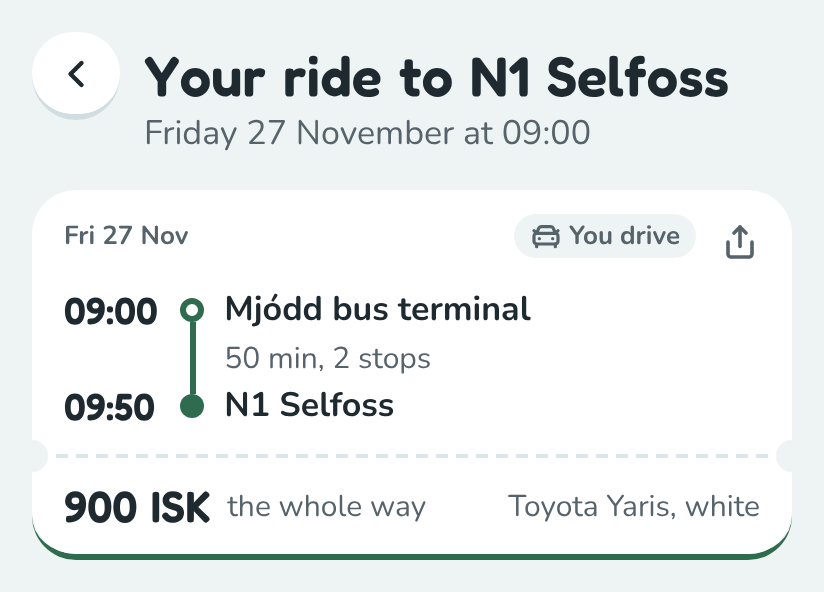 Your ride to N1 Selfoss
Friday 27 November at 09:00
Fri 27 Nov
You drive
09:00 Mjódd bus terminal
50 min, 2 stops
09:50 N1 Selfoss
900 ISK the whole way
Toyota Yaris, white